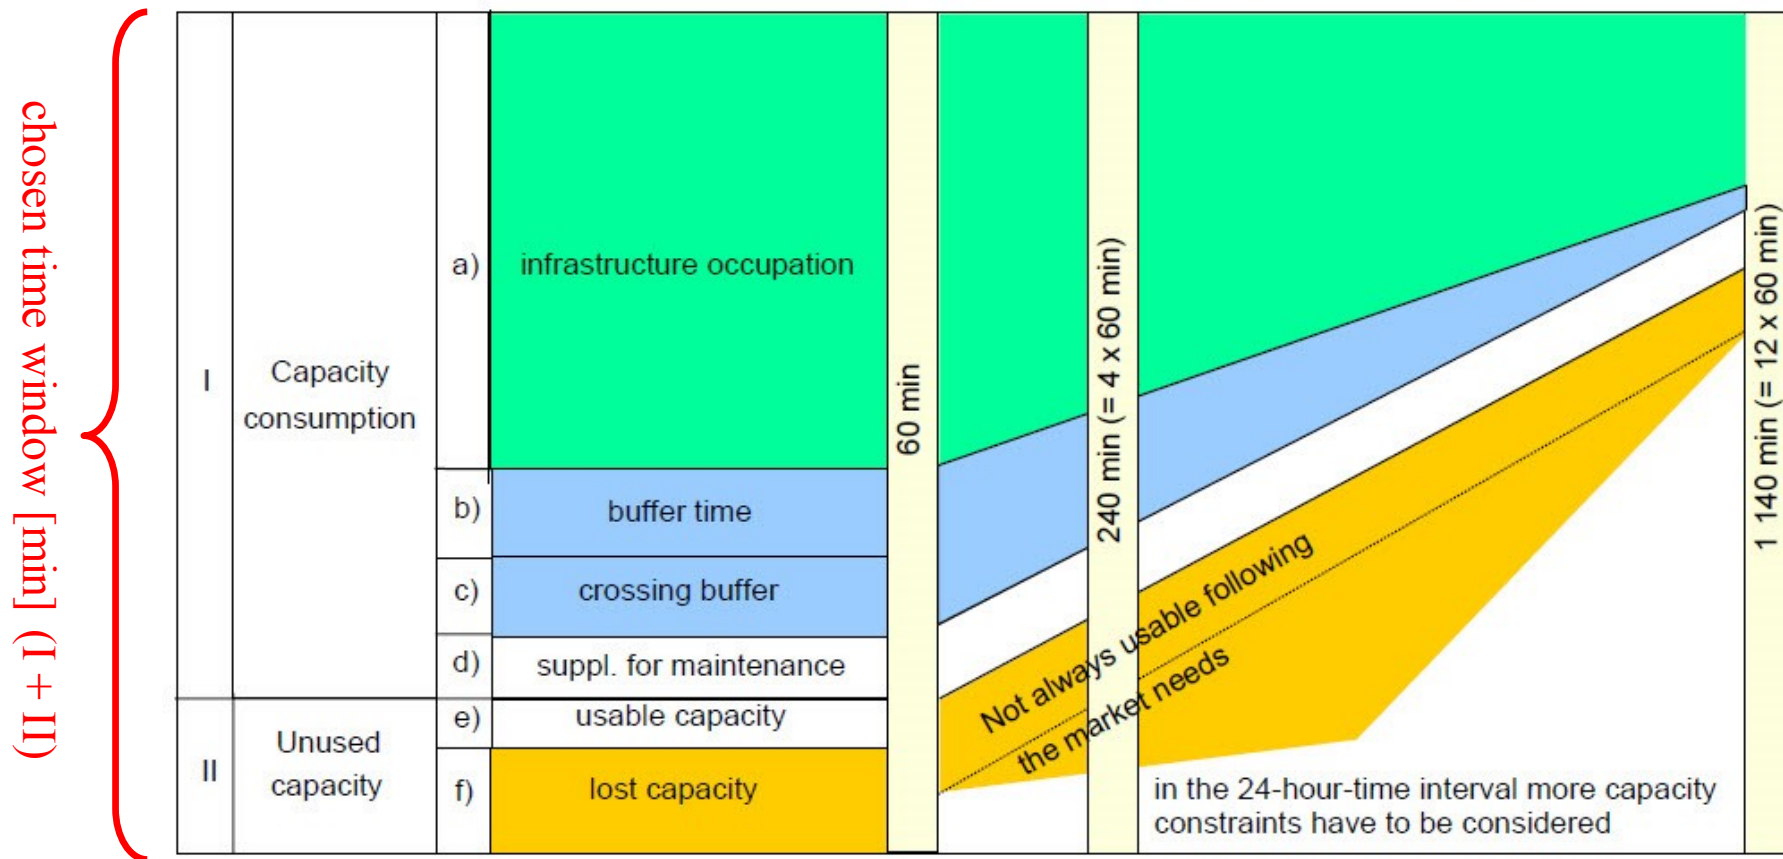 chosen time window [min] (I + II)
I
Capacity
consumption
a)
infrastructure occupation
b)
buffer time
c)
crossing buffer
d)
suppl. for maintenance
II
Unused
capacity
e)
usable capacity
f)
lost capacity
60 min
240 min (= 4 x 60 min)
1 140 min (= 12 x 60 min)
Not always usable following
the market needs
in the 24-hour-time interval more capacity
constraints have to be considered